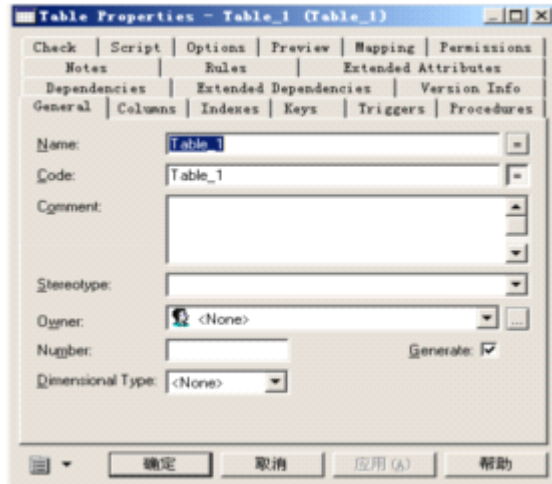 Table Properties - Table_1 (Table_1)
Check Script Options Preview Mapping Permissions
Notes Rules Extended Attributes
Dependencies Extended Dependencies Version Info
General Columns Indexes Keys Triggers Procedures
Name: Table_1 =
Code: Table_1 =
Comment:
Stereotype:
Owner: <None> ...
Number: Generate:
Dimensional Type: <None>
确定 取消 应用(A) 帮助